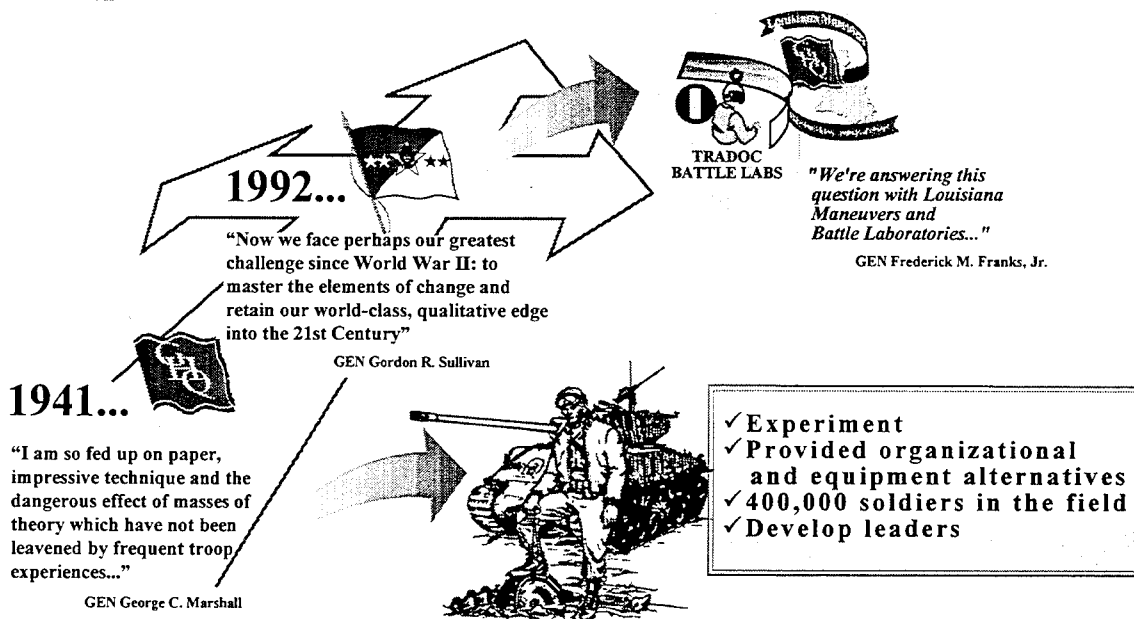 1941...
GHQ
"I am so fed up on paper,
impressive technique and the
dangerous effect of masses of
theory which have not been
leavened by frequent troop
experiences..."
GEN George C. Marshall
1992...
"Now we face perhaps our greatest
challenge since World War II: to
master the elements of change and
retain our world-class, qualitative edge
into the 21st Century"
GEN Gordon R. Sullivan
Louisiana
GHQ
TRADOC
BATTLE LABS
"We're answering this
question with Louisiana
Maneuvers and
Battle Laboratories..."
GEN Frederick M. Franks, Jr.
✓Experiment
✓Provided organizational
and equipment alternatives
✓400,000 soldiers in the field
✓Develop leaders